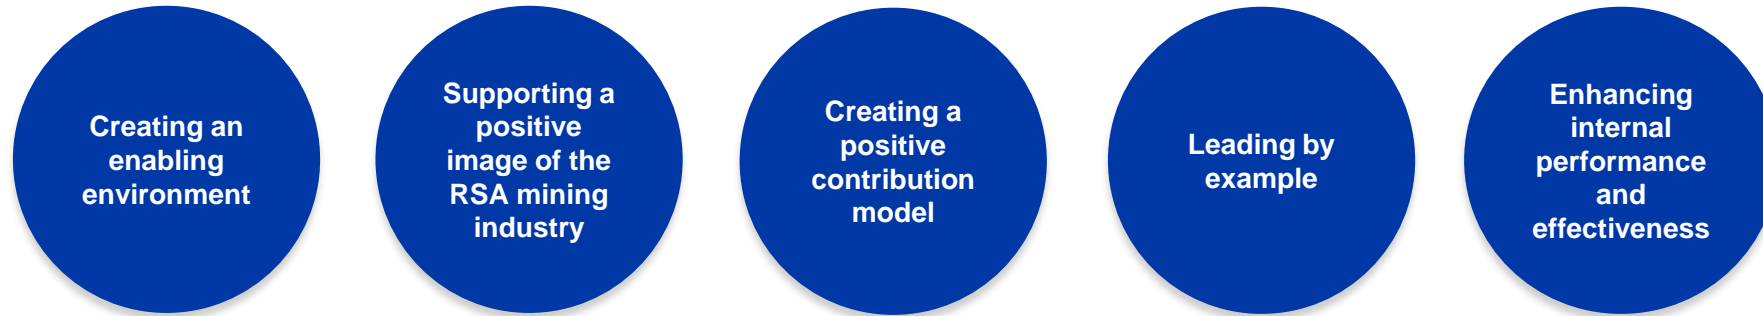 Creating an
enabling
environment
Supporting a
positive
image of the
RSA mining
industry
Creating a
positive
contribution
model
Leading by
example
Enhancing
internal
performance
and
effectiveness